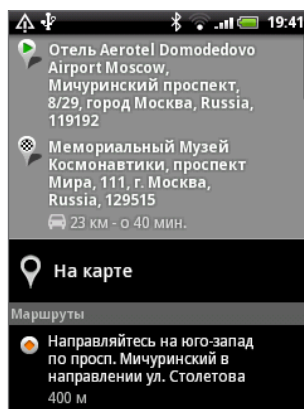 19:41
Отель Aerotel Domodedovo
Airport Moscow,
Мичуринский проспект,
8/29, город Москва, Russia,
119192
Мемориальный Музей
Космонавтики, проспект
Мира, 111, г. Москва,
Russia, 129515
23 км - о 40 мин.
На карте
Маршруты
Направляйтесь на юго-запад
по просп. Мичуринский в
направлении ул. Столетова
400 м